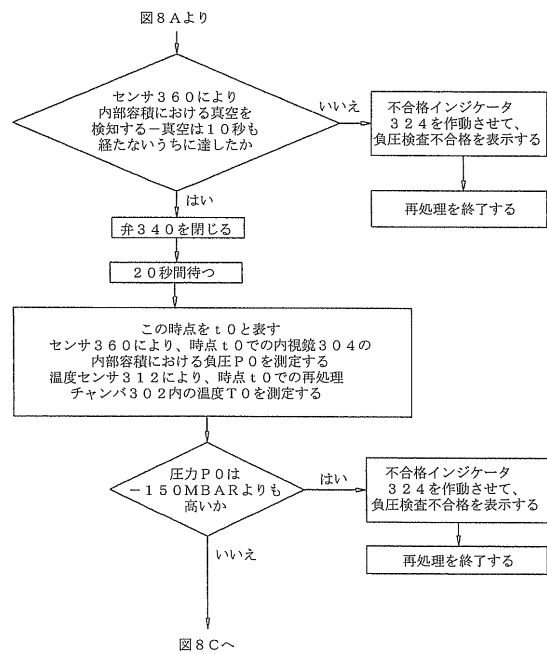 図8Aより
センサ360により
内部容積における真空を
検知する－真空は10秒も
経たないうちに達したか
いいえ
不合格インジケータ
324を作動させて、
負圧検査不合格を表示する
再処理を終了する
はい
弁340を閉じる
20秒間待つ
この時点をt0と表す
センサ360により、時点t0での内視鏡304の
内部容積における負圧P0を測定する
温度センサ312により、時点t0での再処理
チャンバ302内の温度T0を測定する
圧力P0は
－150MBARよりも
高いか
はい
不合格インジケータ
324を作動させて、
負圧検査不合格を表示する
再処理を終了する
いいえ
図8Cへ